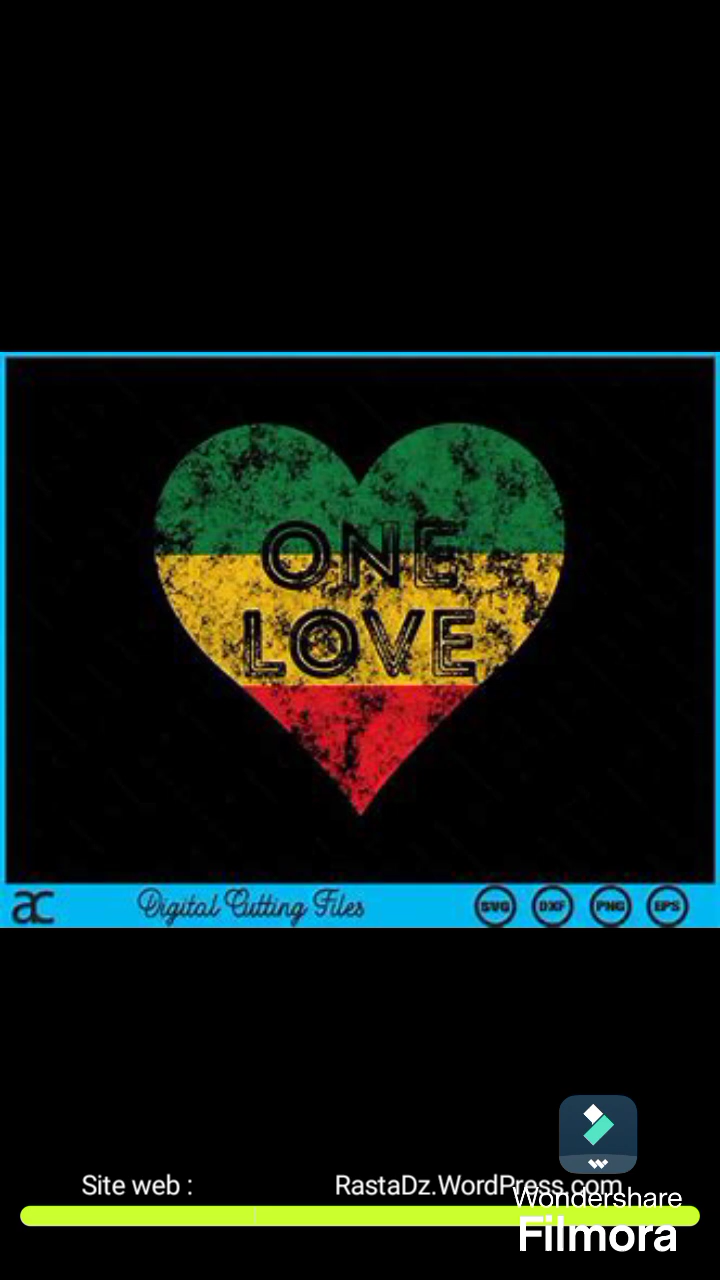 ONE
LOVE
ac Digital Cutting Files SVG DXF PNG EPS
Site web : RastaDz.WordPress.com
Wondershare
Filmora